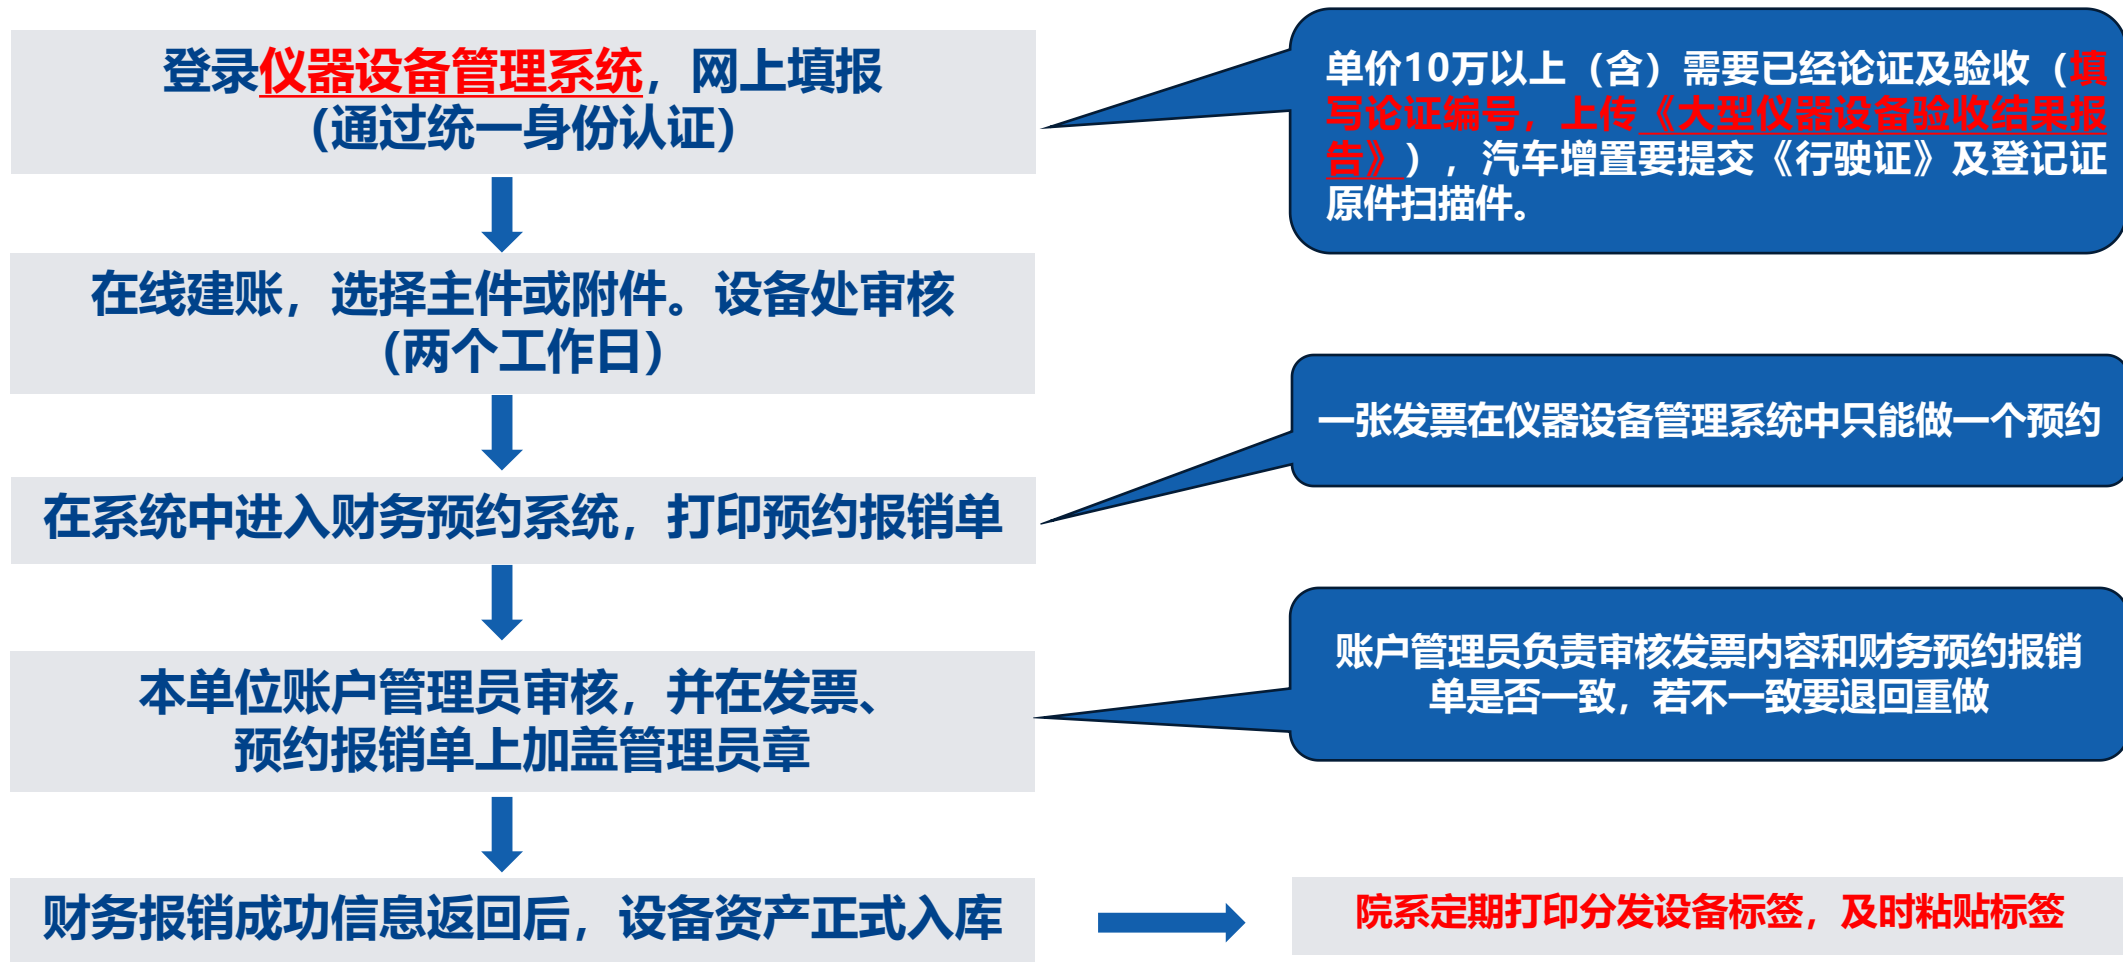 登录仪器设备管理系统，网上填报
（通过统一身份认证）
单价10万以上（含）需要已经论证及验收（填
写论证编号，上传《大型仪器设备验收结果报
告》），汽车增置要提交《行驶证》及登记证
原件扫描件。
在线建账，选择主件或附件。设备处审核
（两个工作日）
一张发票在仪器设备管理系统中只能做一个预约
在系统中进入财务预约系统，打印预约报销单
账户管理员负责审核发票内容和财务预约报销
单是否一致，若不一致要退回重做
本单位账户管理员审核，并在发票、
预约报销单上加盖管理员章
财务报销成功信息返回后，设备资产正式入库
院系定期打印分发设备标签，及时粘贴标签